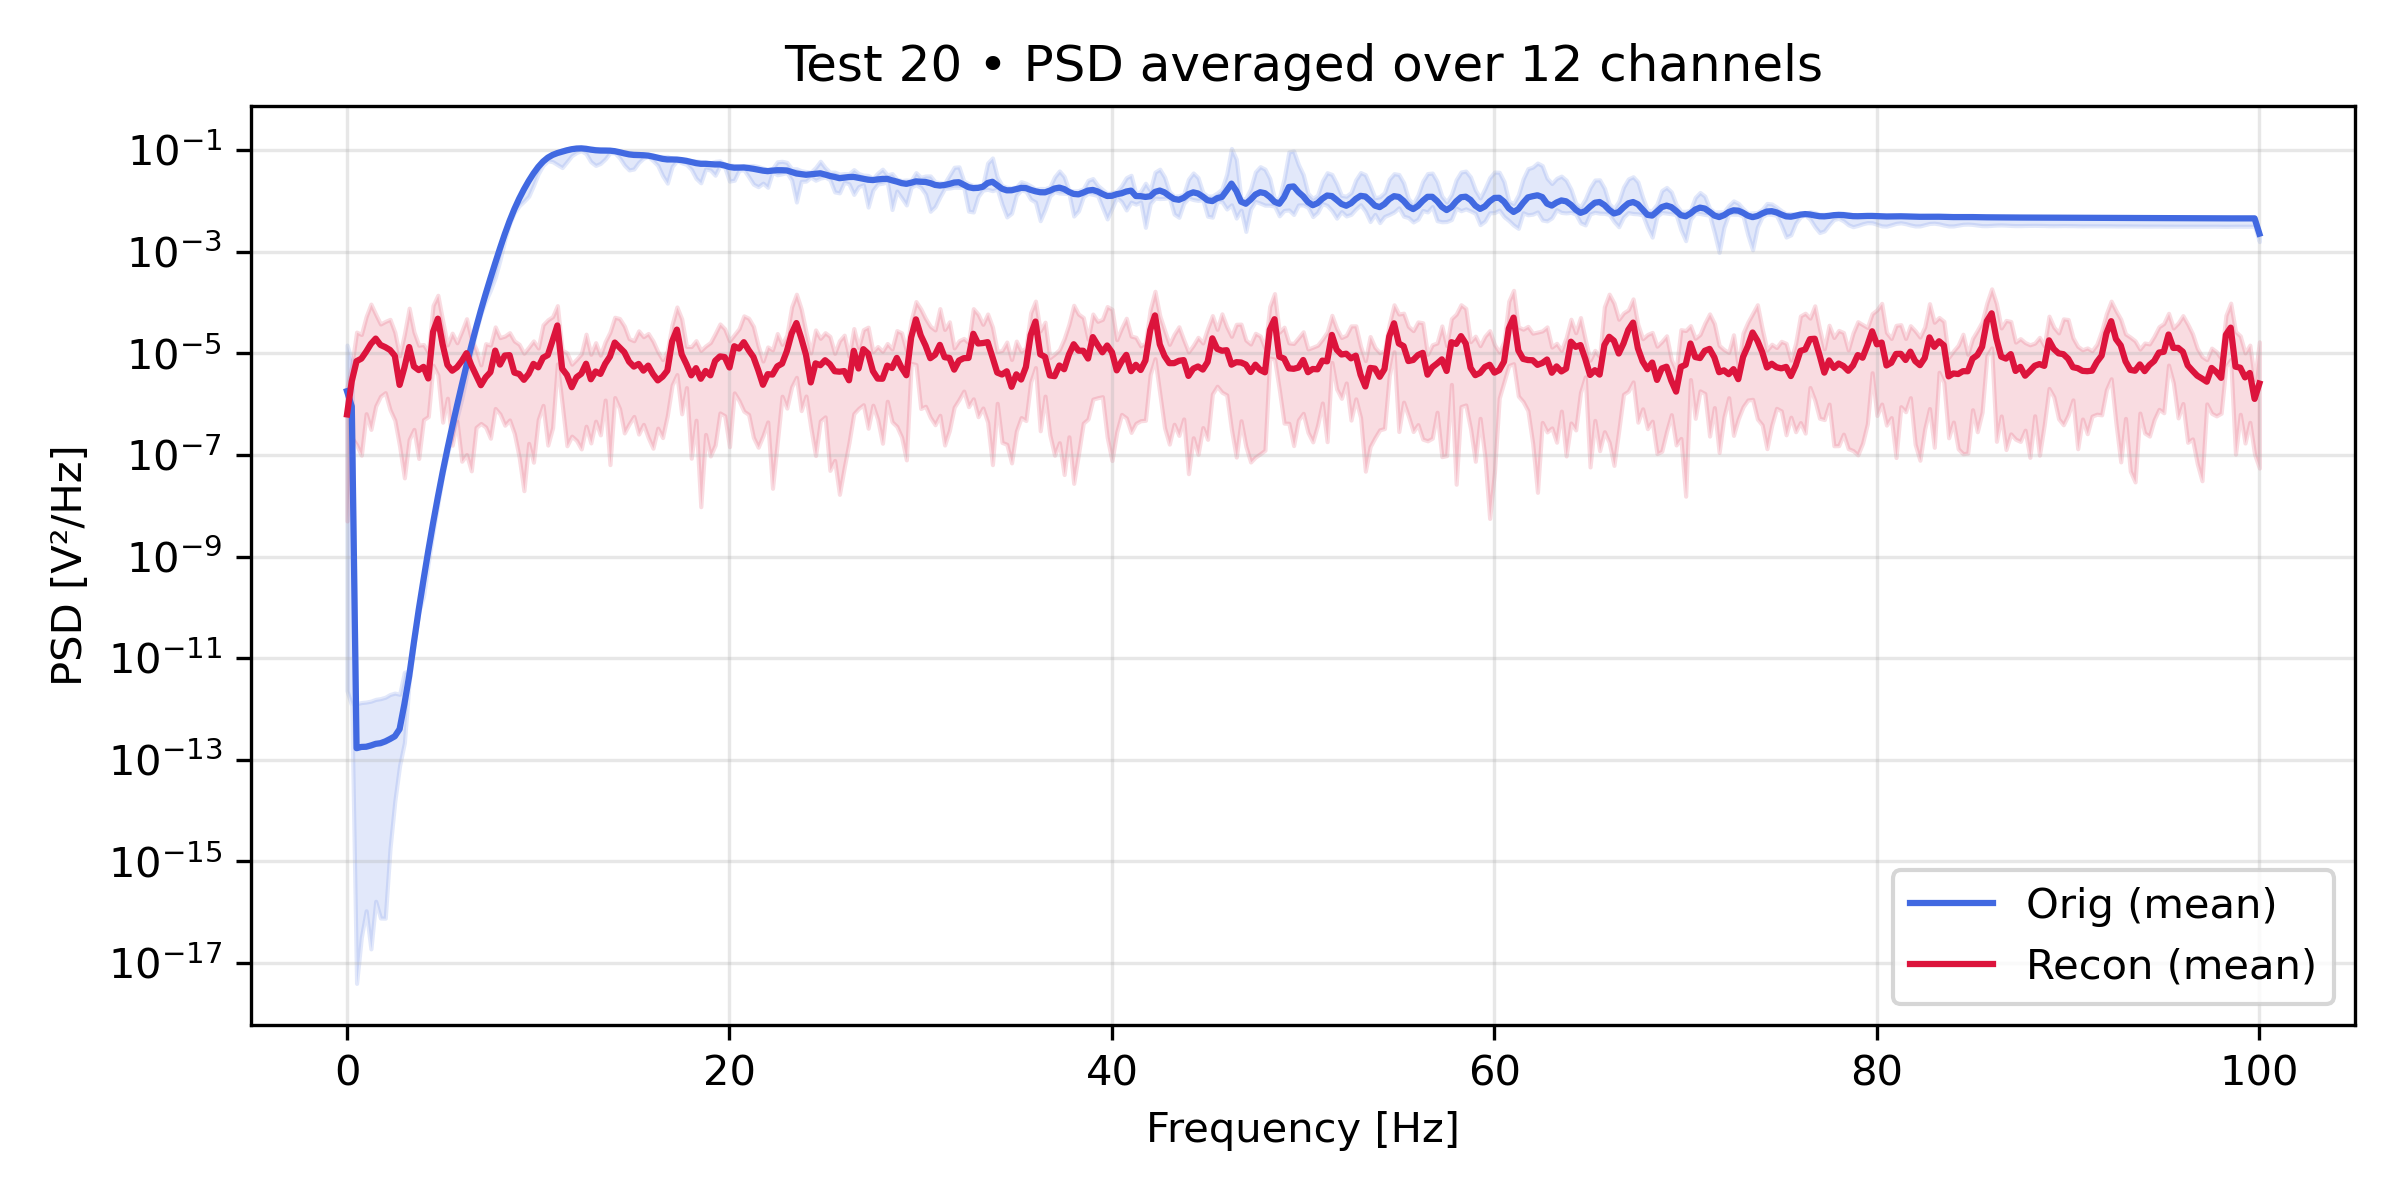 Test 20 • PSD averaged over 12 channels
PSD [V²/Hz]
10⁻¹
10⁻³
10⁻⁵
10⁻⁷
10⁻⁹
10⁻¹¹
10⁻¹³
10⁻¹⁵
10⁻¹⁷
Orig (mean)
Recon (mean)
0 20 40 60 80 100
Frequency [Hz]